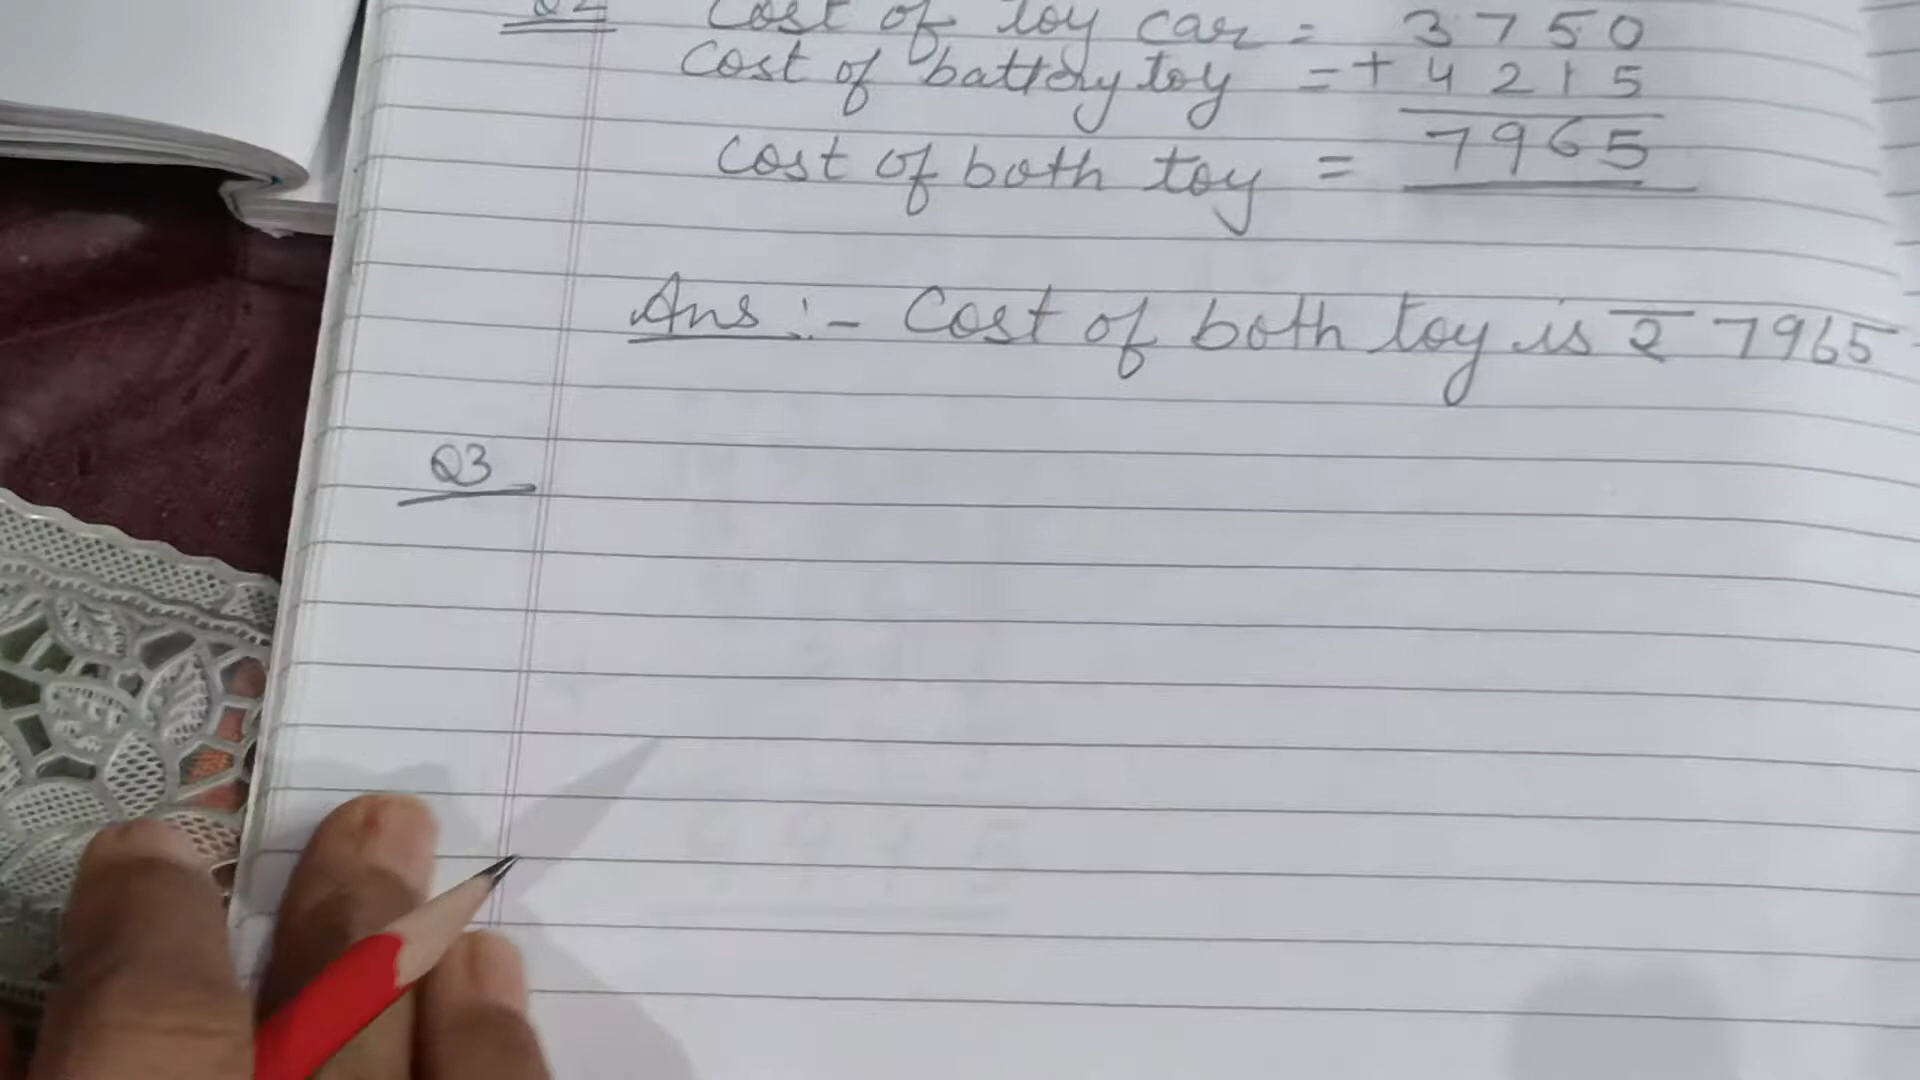 Q2 Cost of toy car = 3750
Cost of battery toy = + 4215
Cost of both toy = 7965
Ans :- Cost of both toy is ₹ 7965
Q3